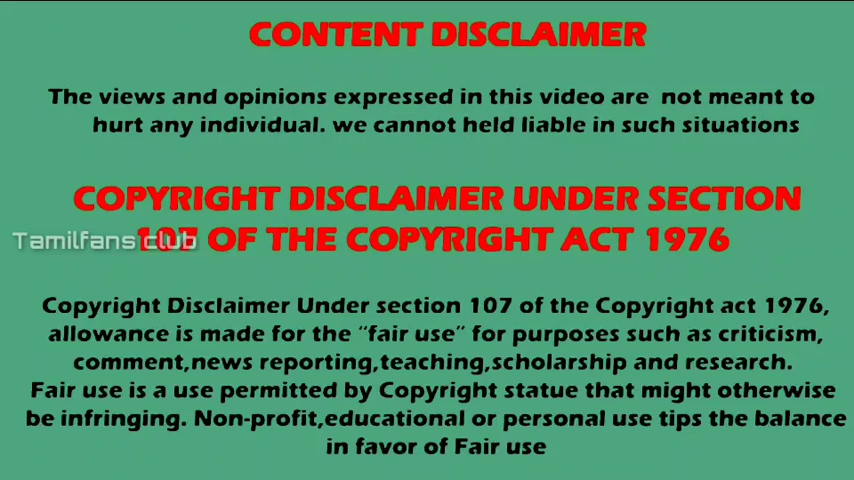 CONTENT DISCLAIMER
The views and opinions expressed in this video are not meant to
hurt any individual. we cannot held liable in such situations
COPYRIGHT DISCLAIMER UNDER SECTION
107 OF THE COPYRIGHT ACT 1976
Tamilfans club
Copyright Disclaimer Under section 107 of the Copyright act 1976,
allowance is made for the "fair use" for purposes such as criticism,
comment,news reporting,teaching,scholarship and research.
Fair use is a use permitted by Copyright statue that might otherwise
be infringing. Non-profit,educational or personal use tips the balance
in favor of Fair use